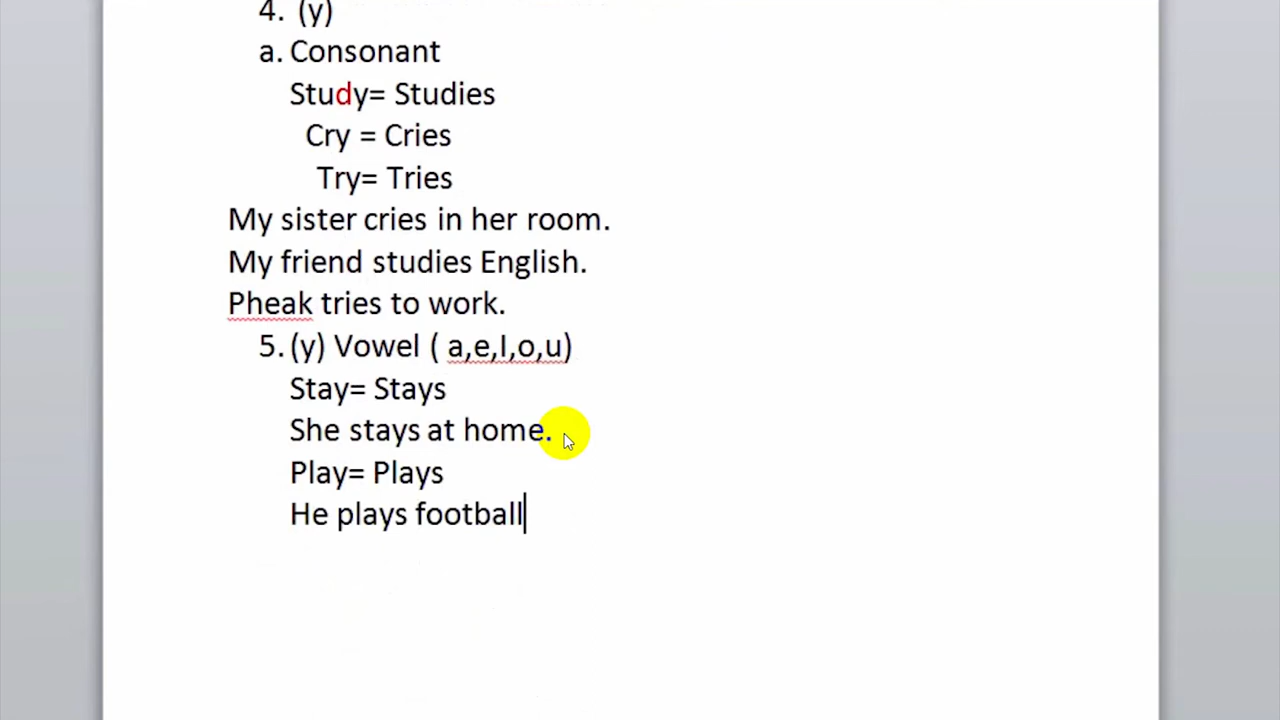 4. (y)
a. Consonant
Study= Studies
Cry = Cries
Try= Tries
My sister cries in her room.
My friend studies English.
Pheak tries to work.
5. (y) Vowel ( a,e,I,o,u)
Stay= Stays
She stays at home.
Play= Plays
He plays football